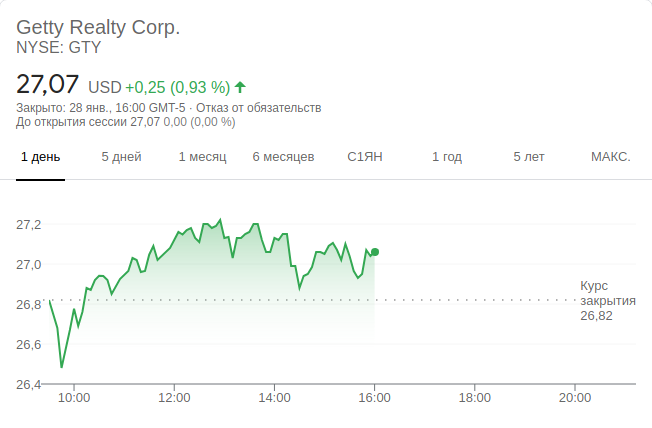 Getty Realty Corp.
NYSE: GTY
27,07 USD +0,25 (0,93 %)
Закрыто: 28 янв., 16:00 GMT-5 · Отказ от обязательств
До открытия сессии 27,07 0,00 (0,00 %)
1 день 5 дней 1 месяц 6 месяцев С1ЯН 1 год 5 лет МАКС.
27,2
27,0
26,8
26,6
26,4
Курс
закрытия
26,82
10:00 12:00 14:00 16:00 18:00 20:00